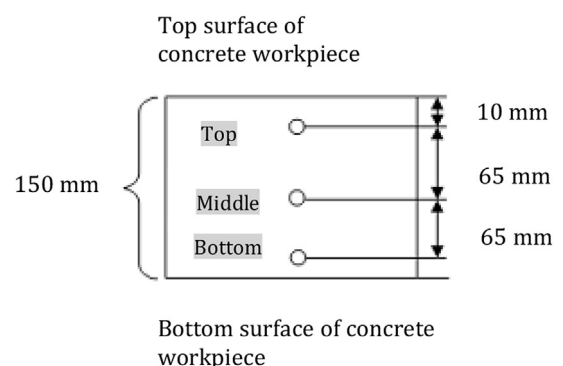 Top surface of
concrete workpiece
10 mm
Top
150 mm
65 mm
Middle
65 mm
Bottom
Bottom surface of concrete
workpiece